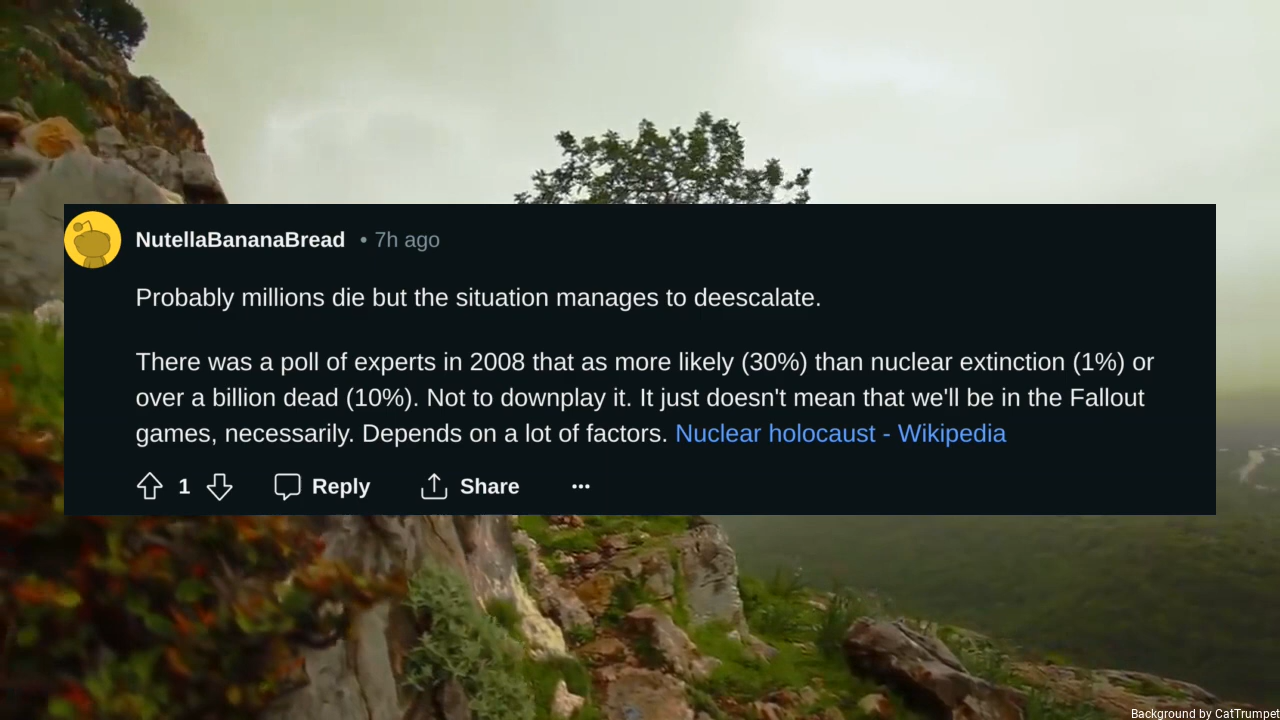 NutellaBananaBread • 7h ago
Probably millions die but the situation manages to deescalate.
There was a poll of experts in 2008 that as more likely (30%) than nuclear extinction (1%) or
over a billion dead (10%). Not to downplay it. It just doesn't mean that we'll be in the Fallout
games, necessarily. Depends on a lot of factors. Nuclear holocaust - Wikipedia
1 Reply Share ···
Background by CatTrumpet